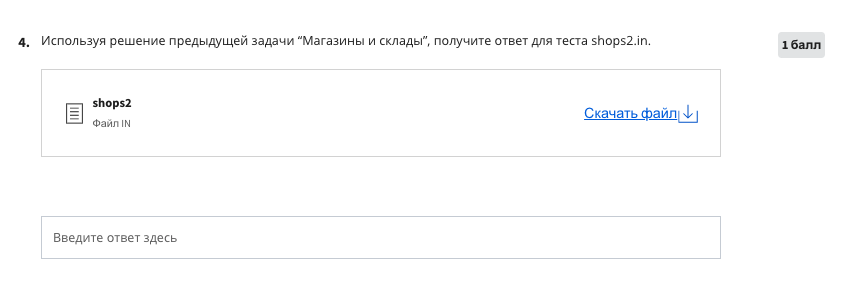 4. Используя решение предыдущей задачи “Магазины и склады”, получите ответ для теста shops2.in.
1 балл
shops2
Файл IN
Скачать файл
Введите ответ здесь